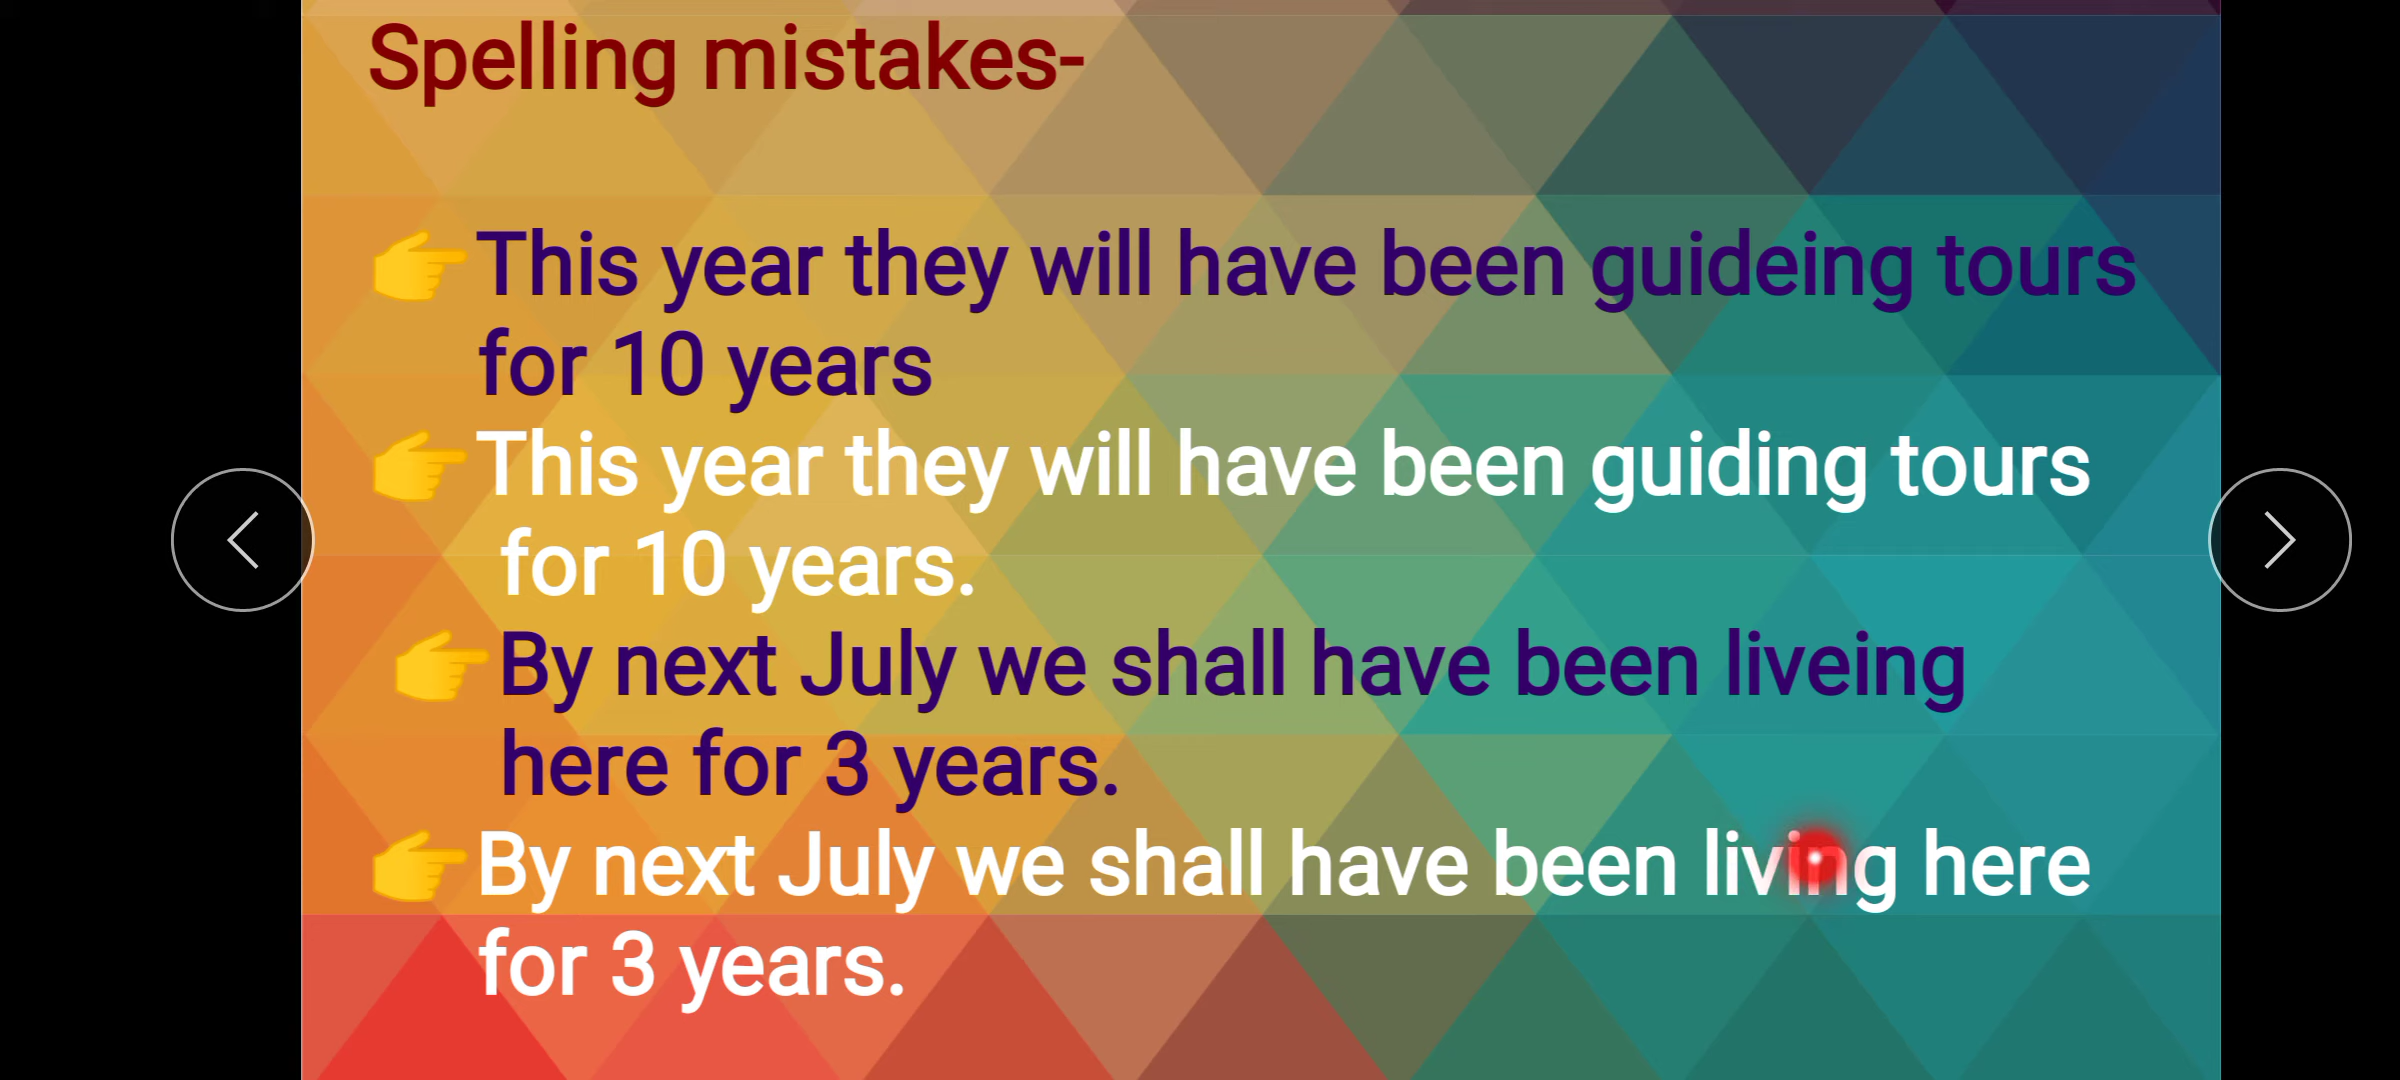 Spelling mistakes-
👉This year they will have been guideing tours
for 10 years
👉This year they will have been guiding tours
for 10 years.
👉By next July we shall have been liveing
here for 3 years.
👉By next July we shall have been living here
for 3 years.